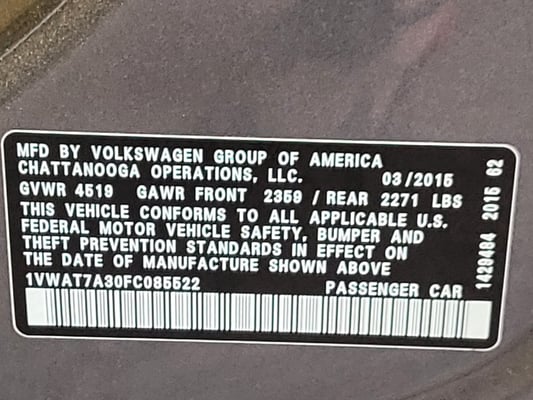 MFD BY VOLKSWAGEN GROUP OF AMERICA
CHATTANOOGA OPERATIONS, LLC. 03/2015
GVWR 4519 GAWR FRONT 2359 / REAR 2271 LBS
THIS VEHICLE CONFORMS TO ALL APPLICABLE U.S.
FEDERAL MOTOR VEHICLE SAFETY, BUMPER AND
THEFT PREVENTION STANDARDS IN EFFECT ON
THE DATE OF MANUFACTURE SHOWN ABOVE
1VWAT7A30FC085522 PASSENGER CAR
1429484 2015 62